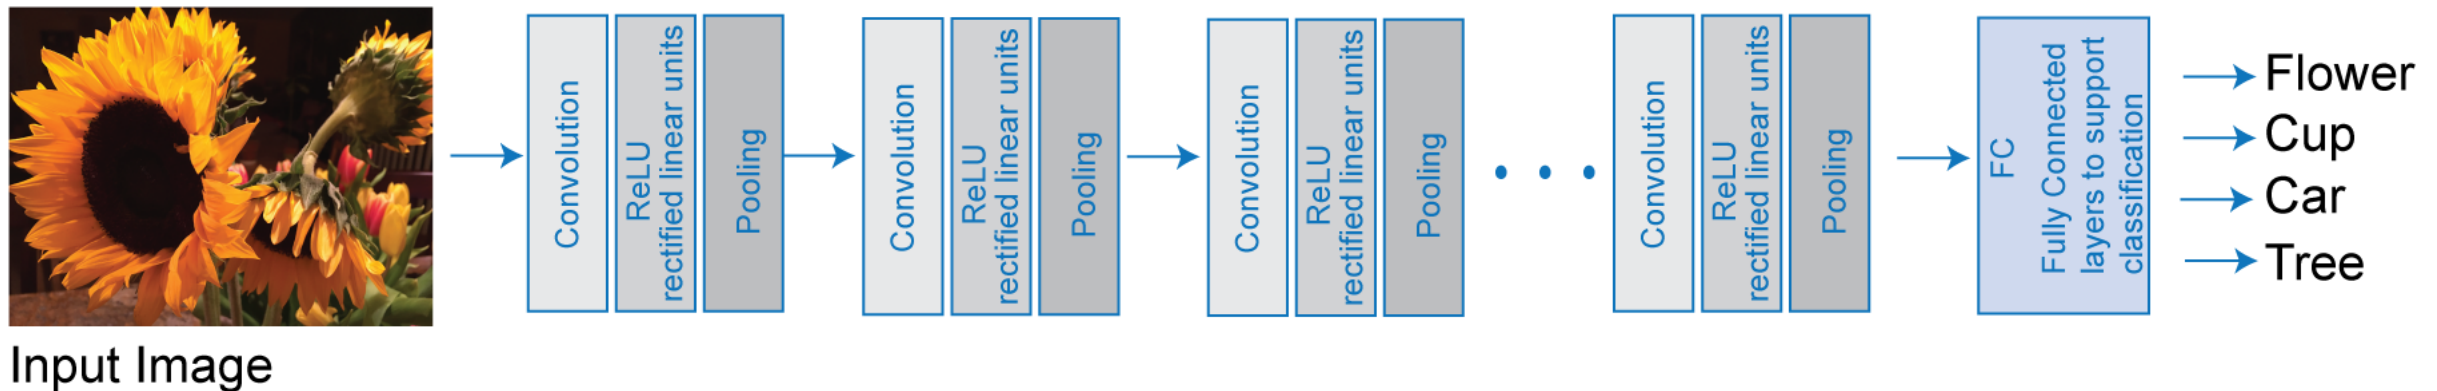 Convolution
ReLU
rectified linear units
Pooling
Convolution
ReLU
rectified linear units
Pooling
Convolution
ReLU
rectified linear units
Pooling
Convolution
ReLU
rectified linear units
Pooling
FC
Fully Connected
layers to support
classification
Flower
Cup
Car
Tree
Input Image